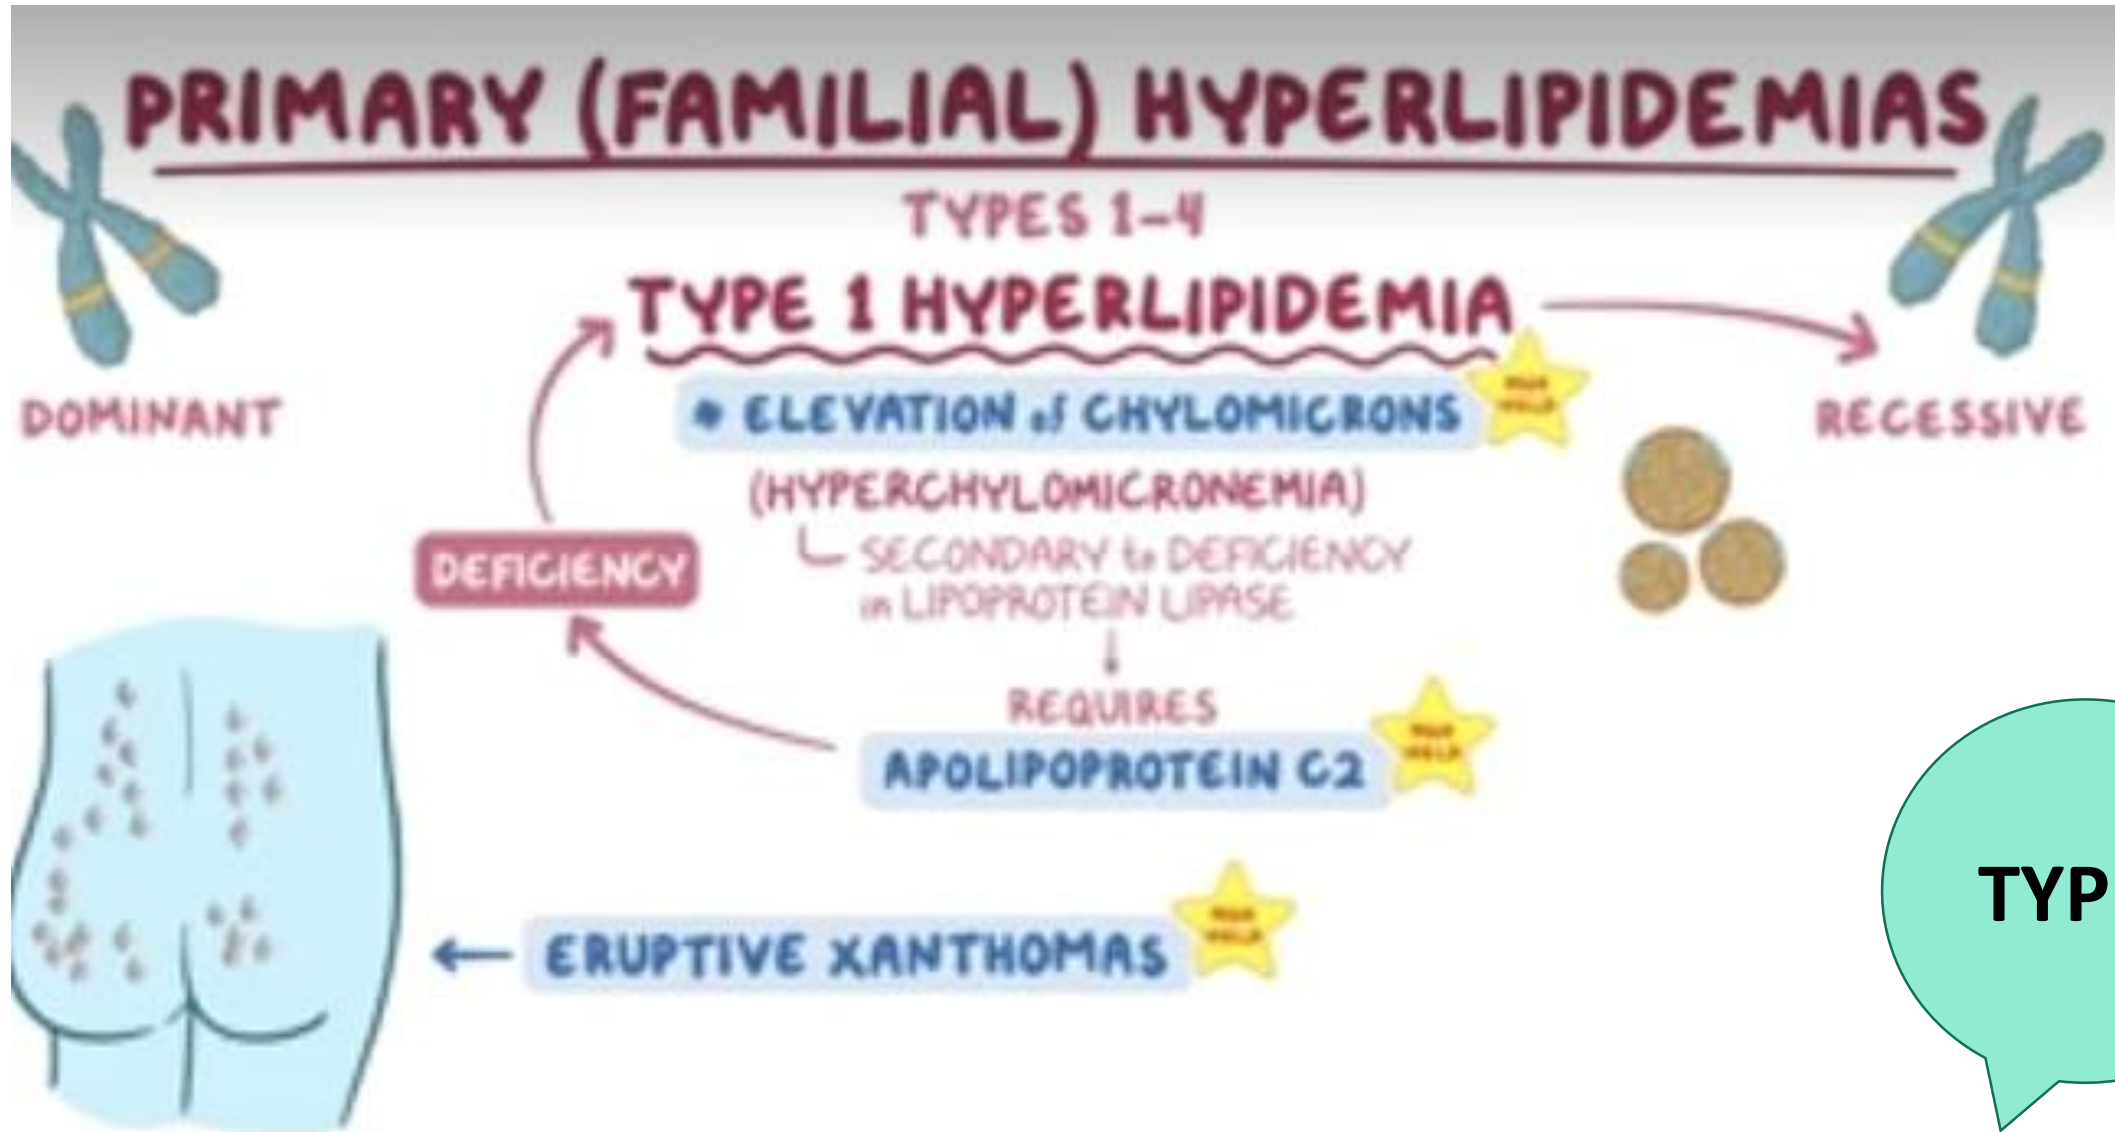 PRIMARY (FAMILIAL) HYPERLIPIDEMIAS
TYPES 1-4
TYPE 1 HYPERLIPIDEMIA
DOMINANT
* ELEVATION of CHYLOMICRONS
RECESSIVE
(HYPERCHYLOMICRONEMIA)
SECONDARY to DEFICIENCY
in LIPOPROTEIN LIPASE
DEFICIENCY
REQUIRES
APOLIPOPROTEIN C2
TYP
ERUPTIVE XANTHOMAS